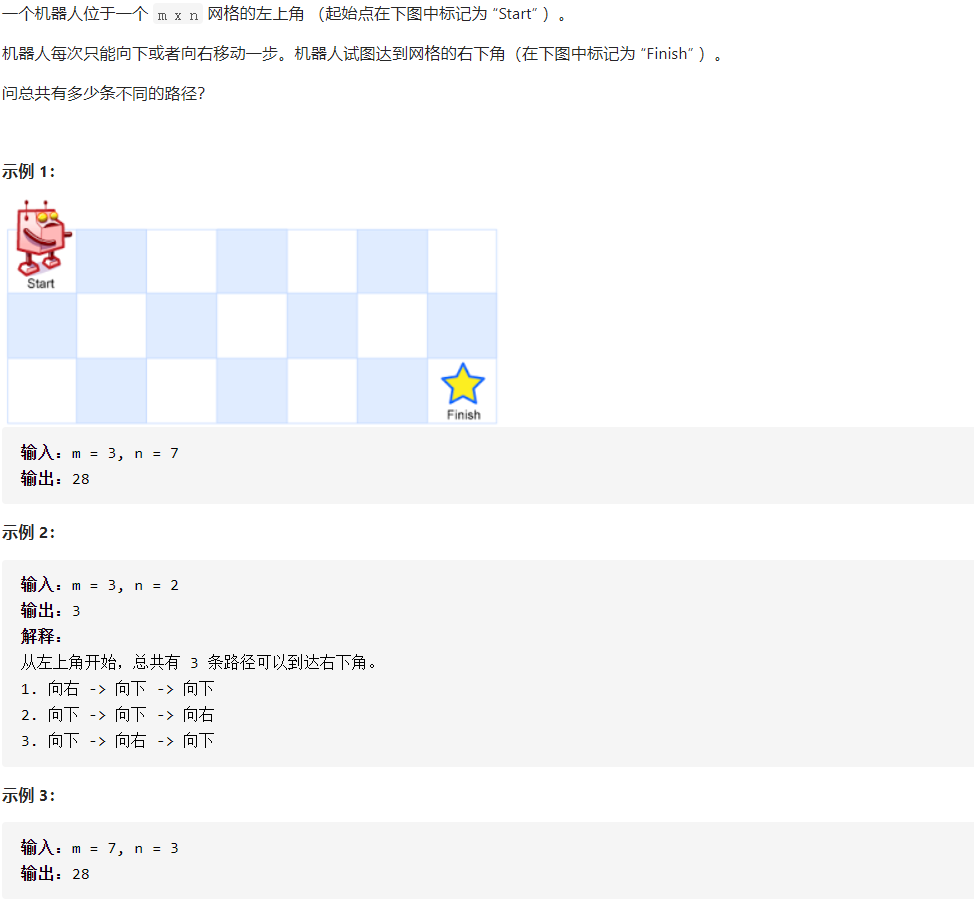 一个机器人位于一个 m x n 网格的左上角 （起始点在下图中标记为 “Start” ）。
机器人每次只能向下或者向右移动一步。机器人试图达到网格的右下角（在下图中标记为 “Finish” ）。
问总共有多少条不同的路径？
示例 1：
Start
Finish
输入：m = 3, n = 7
输出：28
示例 2：
输入：m = 3, n = 2
输出：3
解释：
从左上角开始，总共有 3 条路径可以到达右下角。
1. 向右 -> 向下 -> 向下
2. 向下 -> 向下 -> 向右
3. 向下 -> 向右 -> 向下
示例 3：
输入：m = 7, n = 3
输出：28